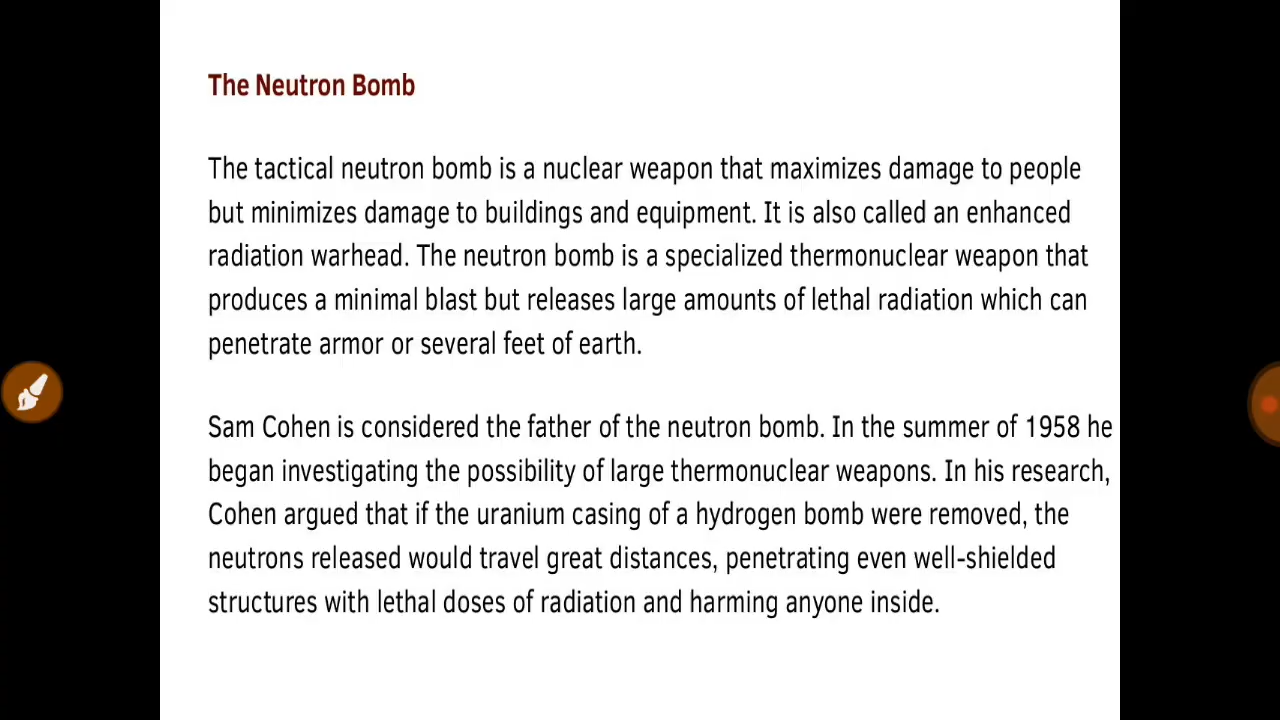 The Neutron Bomb
The tactical neutron bomb is a nuclear weapon that maximizes damage to people
but minimizes damage to buildings and equipment. It is also called an enhanced
radiation warhead. The neutron bomb is a specialized thermonuclear weapon that
produces a minimal blast but releases large amounts of lethal radiation which can
penetrate armor or several feet of earth.
Sam Cohen is considered the father of the neutron bomb. In the summer of 1958 he
began investigating the possibility of large thermonuclear weapons. In his research,
Cohen argued that if the uranium casing of a hydrogen bomb were removed, the
neutrons released would travel great distances, penetrating even well-shielded
structures with lethal doses of radiation and harming anyone inside.